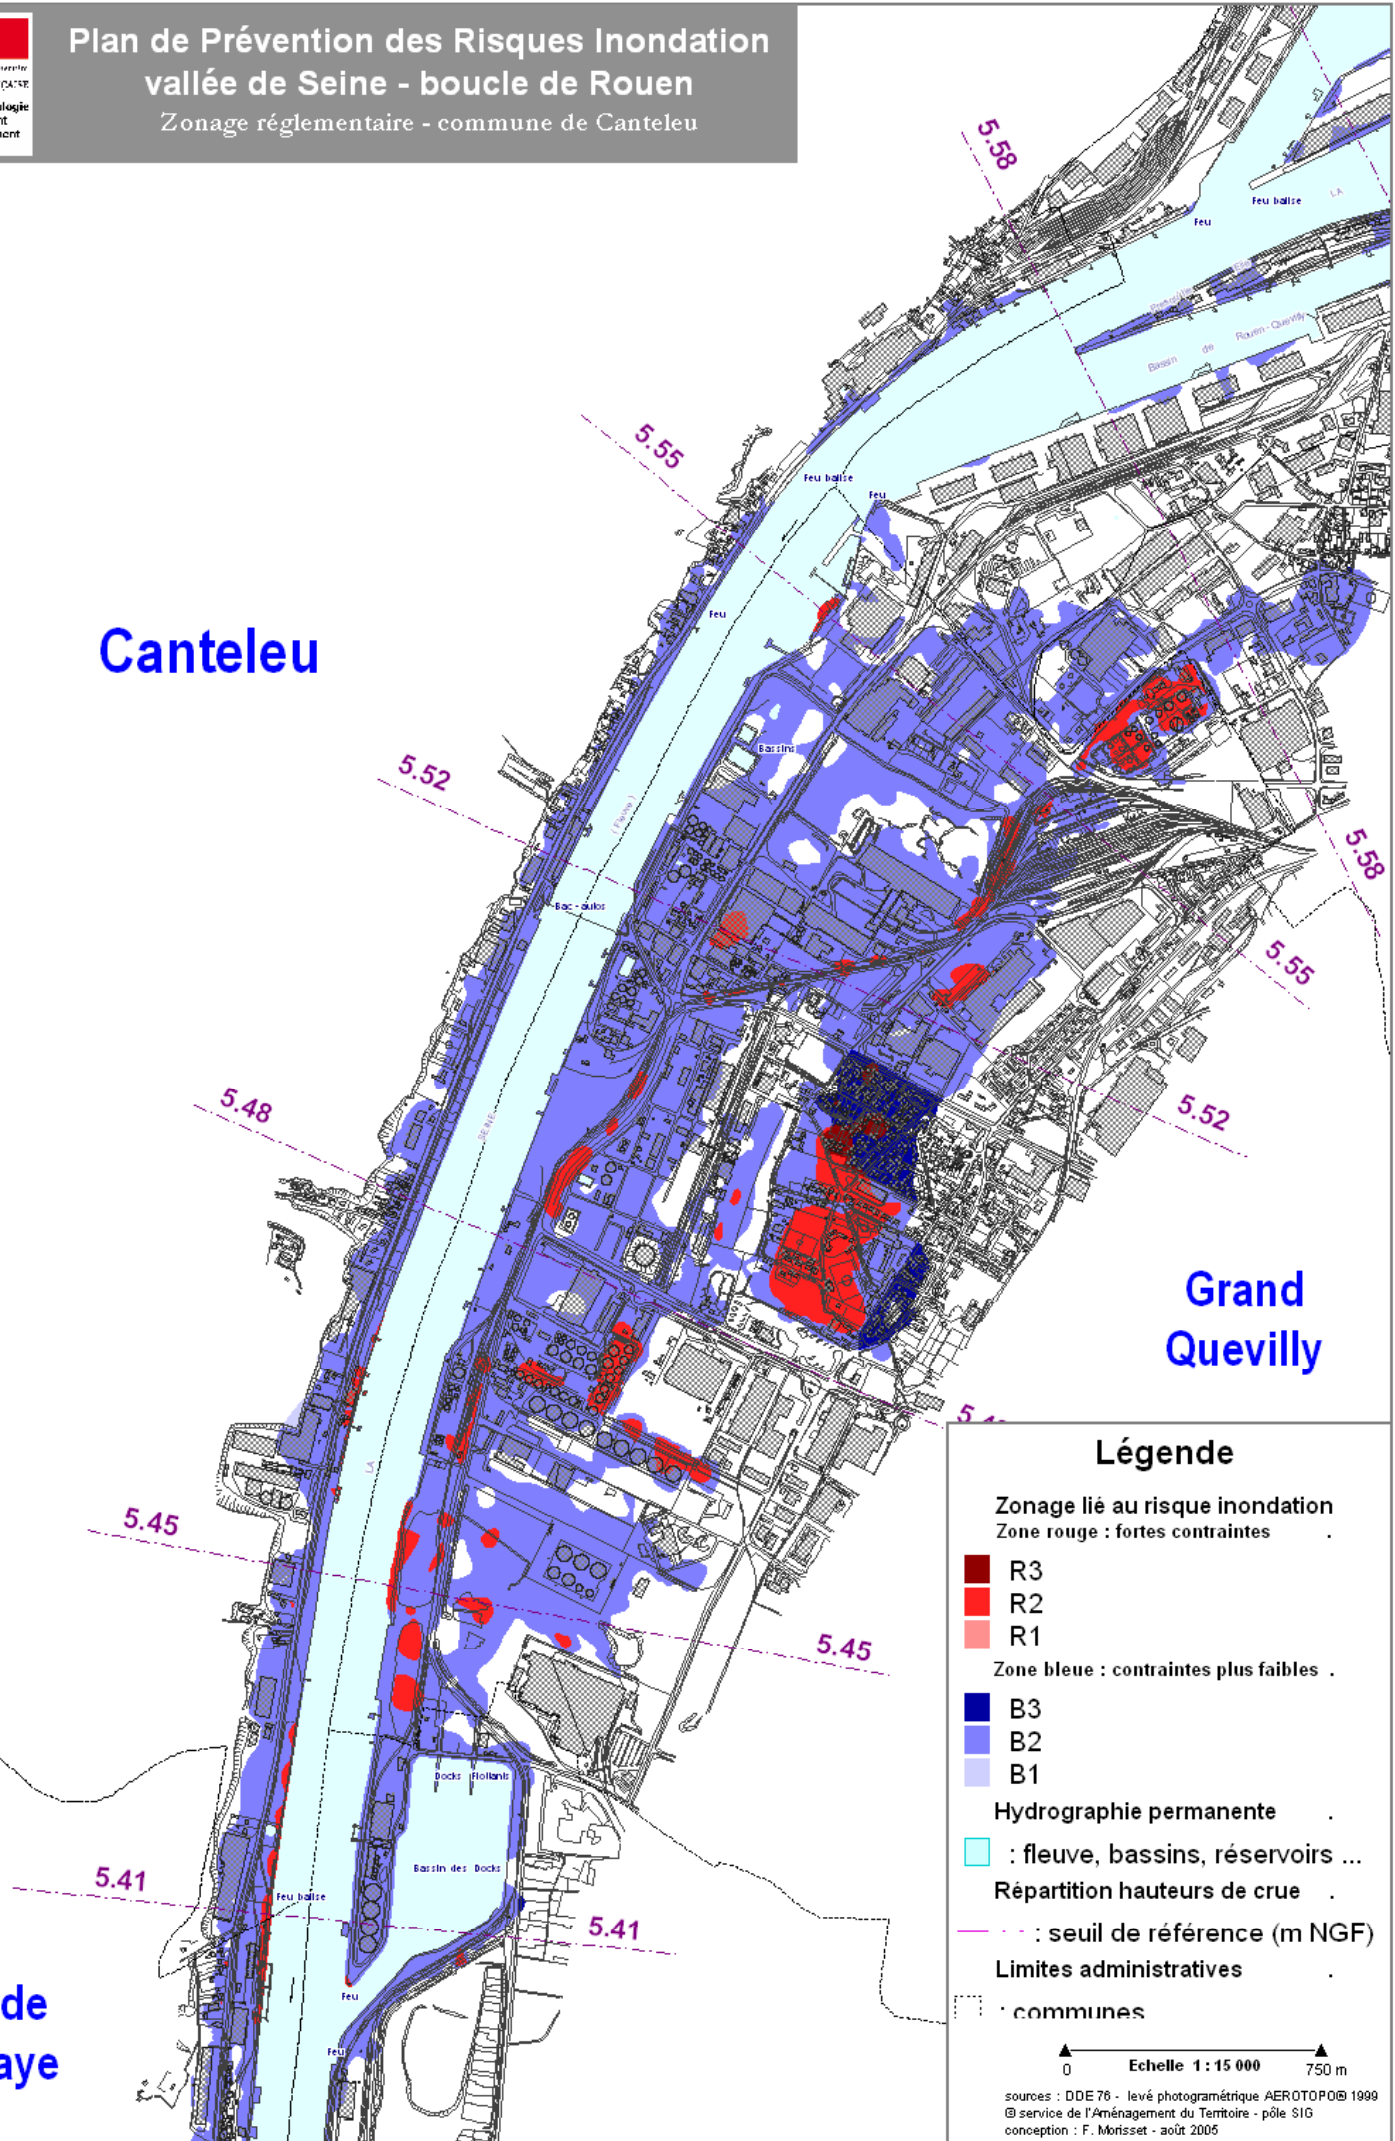 Plan de Prévention des Risques Inondation
vallée de Seine - boucle de Rouen
Zonage réglementaire - commune de Canteleu
5.58
Feu balise
LA
Feu
Bassin de Rouen-Quevilly
5.55
Feu balise
Feu
Feu
Canteleu
Bassins
5.52
(Fleuve)
5.58
Bac - autos
5.55
5.48
SEINE
5.52
Grand
Quevilly
LA
5.45
5.45
Docks Flottants
Bassin des Docks
5.41
Feu balise
5.41
Feu
de
aye
Feu
Légende
Zonage lié au risque inondation
Zone rouge : fortes contraintes .
R3
R2
R1
Zone bleue : contraintes plus faibles .
B3
B2
B1
Hydrographie permanente .
: fleuve, bassins, réservoirs ...
Répartition hauteurs de crue .
: seuil de référence (m NGF)
Limites administratives .
: communes
0 Echelle 1 : 15 000 750 m
sources : DDE 76 - levé photogramétrique AEROTOPO® 1999
© service de l'Aménagement du Territoire - pôle SIG
conception : F. Morisset - août 2005